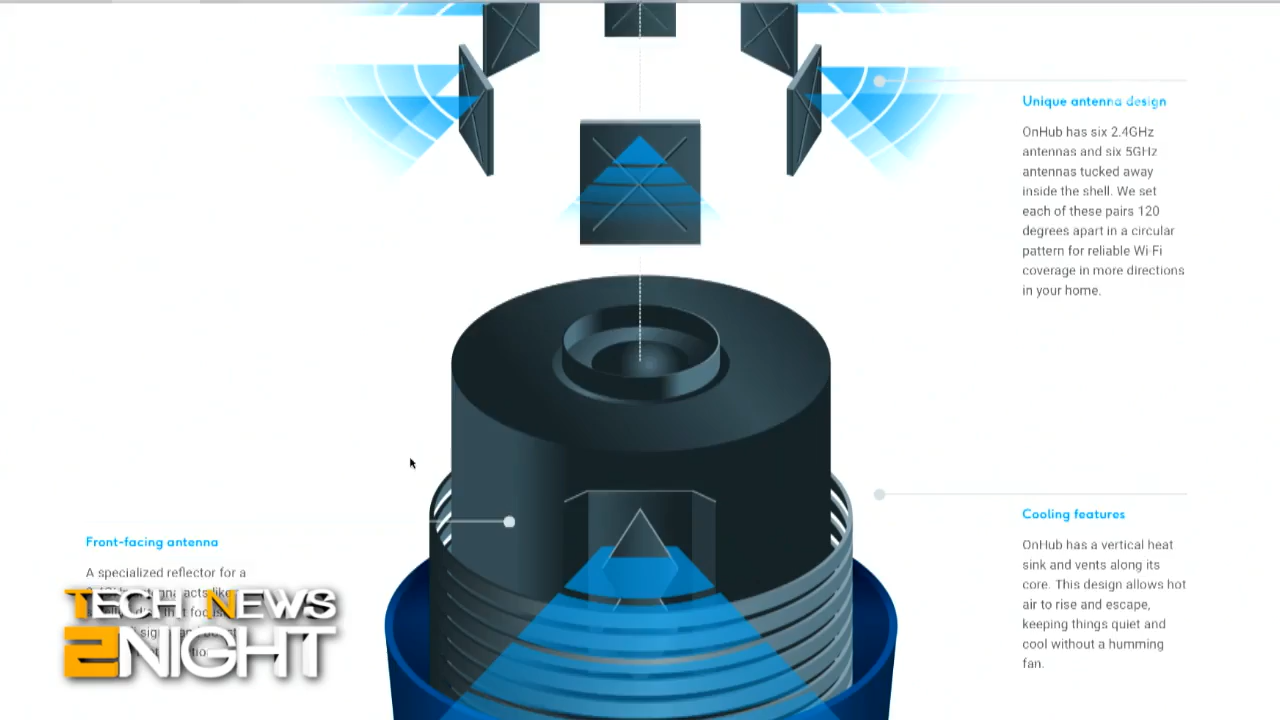 Unique antenna design
OnHub has six 2.4GHz
antennas and six 5GHz
antennas tucked away
inside the shell. We set
each of these pairs 120
degrees apart in a circular
pattern for reliable Wi-Fi
coverage in more directions
in your home.
Cooling features
OnHub has a vertical heat
sink and vents along its
core. This design allows hot
air to rise and escape,
keeping things quiet and
cool without a humming
fan.
Front-facing antenna
A specialized reflector for a
TECH NEWS
2NIGHT